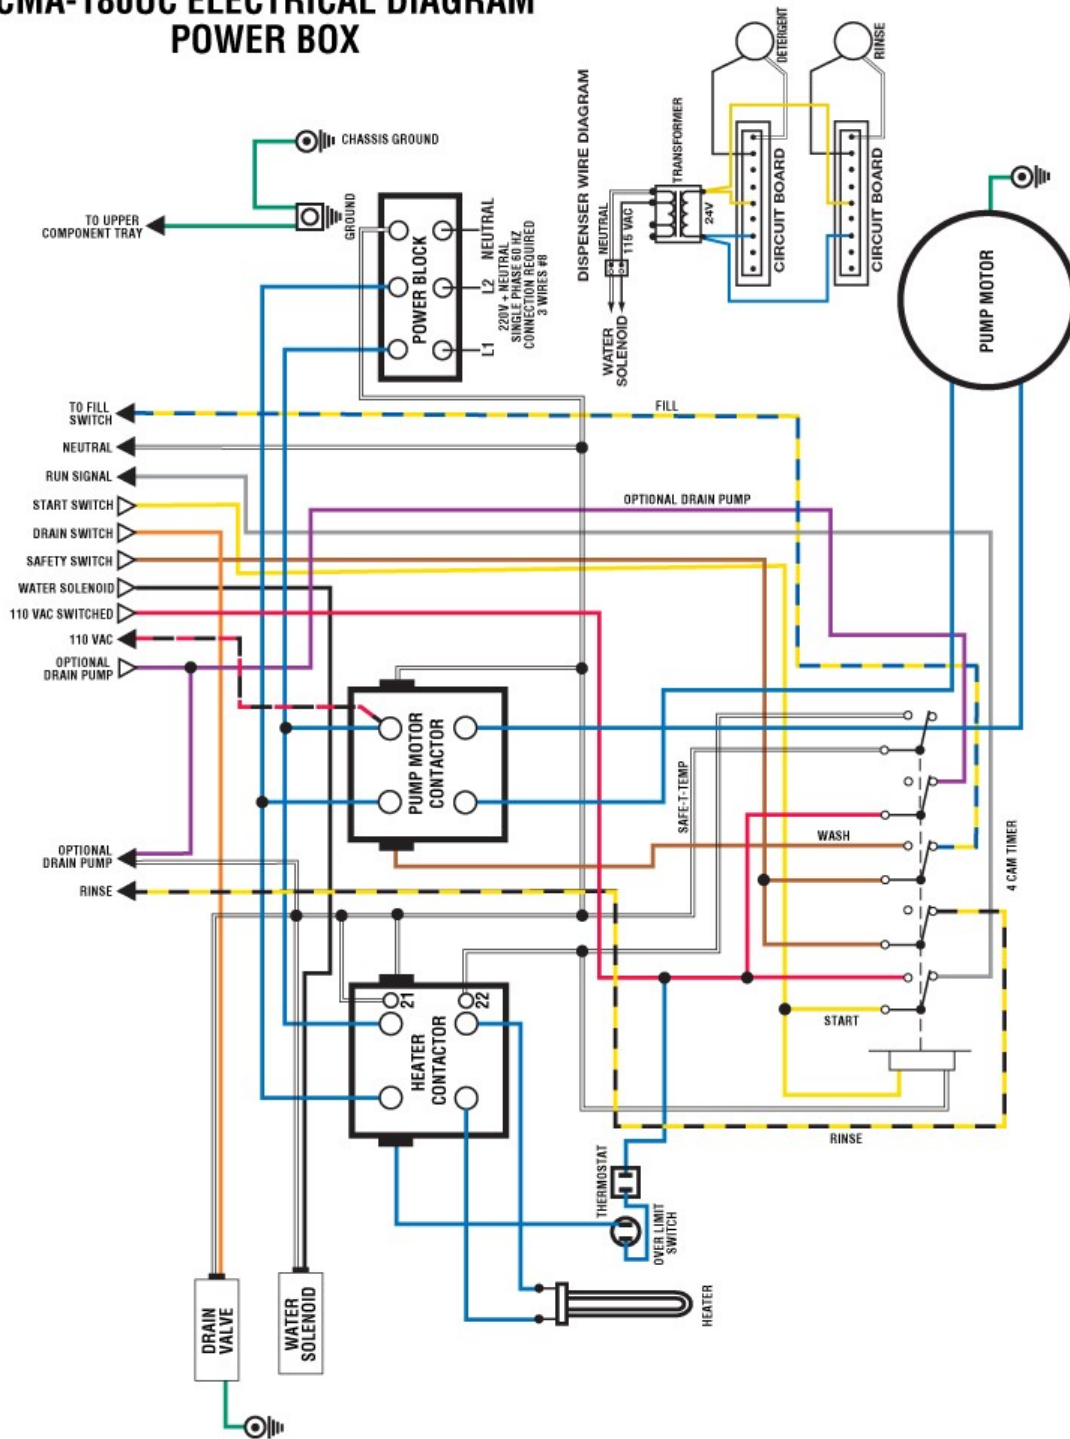 CMA-180UC ELECTRICAL DIAGRAM
POWER BOX
CHASSIS GROUND
TO UPPER
COMPONENT TRAY
GROUND
POWER BLOCK
NEUTRAL
L2
L1
220V + NEUTRAL
SINGLE PHASE 60 HZ
CONNECTION REQUIRED
3 WIRES #8
DISPENSER WIRE DIAGRAM
NEUTRAL
115 VAC
WATER
SOLENOID
TRANSFORMER
24V
DETERGENT
CIRCUIT BOARD
RINSE
CIRCUIT BOARD
PUMP MOTOR
TO FILL
SWITCH
FILL
NEUTRAL
RUN SIGNAL
START SWITCH
OPTIONAL DRAIN PUMP
DRAIN SWITCH
SAFETY SWITCH
WATER SOLENOID
110 VAC SWITCHED
110 VAC
OPTIONAL
DRAIN PUMP
PUMP MOTOR
CONTACTOR
SAFE-T-TEMP
WASH
4 CAM TIMER
OPTIONAL
DRAIN PUMP
RINSE
21
22
HEATER
CONTACTOR
START
RINSE
THERMOSTAT
OVER LIMIT
SWITCH
HEATER
DRAIN
VALVE
WATER
SOLENOID